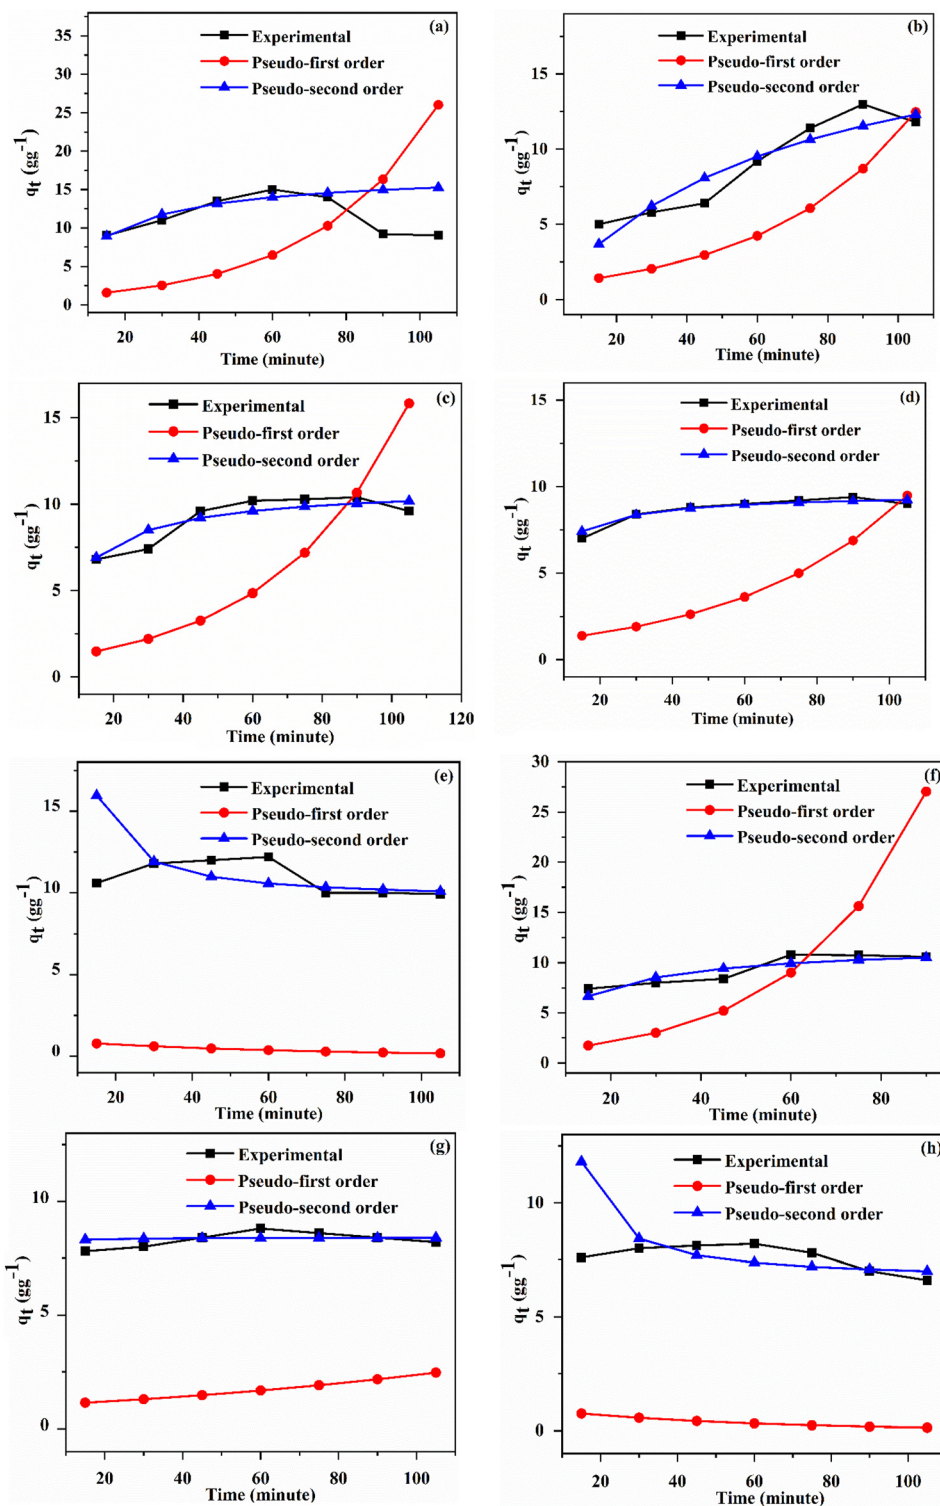 (a)
Experimental
Pseudo-first order
Pseudo-second order
35
30
25
20
15
10
5
0
qt (gg-1)
20 40 60 80 100
Time (minute)
(b)
Experimental
Pseudo-first order
Pseudo-second order
15
10
5
0
qt (gg-1)
20 40 60 80 100
Time (minute)
(c)
Experimental
Pseudo-first order
Pseudo-second order
15
10
5
0
qt (gg-1)
20 40 60 80 100 120
Time (minute)
(d)
Experimental
Pseudo-first order
Pseudo-second order
15
10
5
0
qt (gg-1)
20 40 60 80 100
Time (minute)
(e)
Experimental
Pseudo-first order
Pseudo-second order
15
10
5
0
qt (gg-1)
20 40 60 80 100
Time (minute)
(f)
Experimental
Pseudo-first order
Pseudo-second order
30
25
20
15
10
5
0
qt (gg-1)
20 40 60 80
Time (minute)
(g)
Experimental
Pseudo-first order
Pseudo-second order
10
5
0
qt (gg-1)
20 40 60 80 100
Time (minute)
(h)
Experimental
Pseudo-first order
Pseudo-second order
10
5
0
qt (gg-1)
20 40 60 80 100
Time (minute)